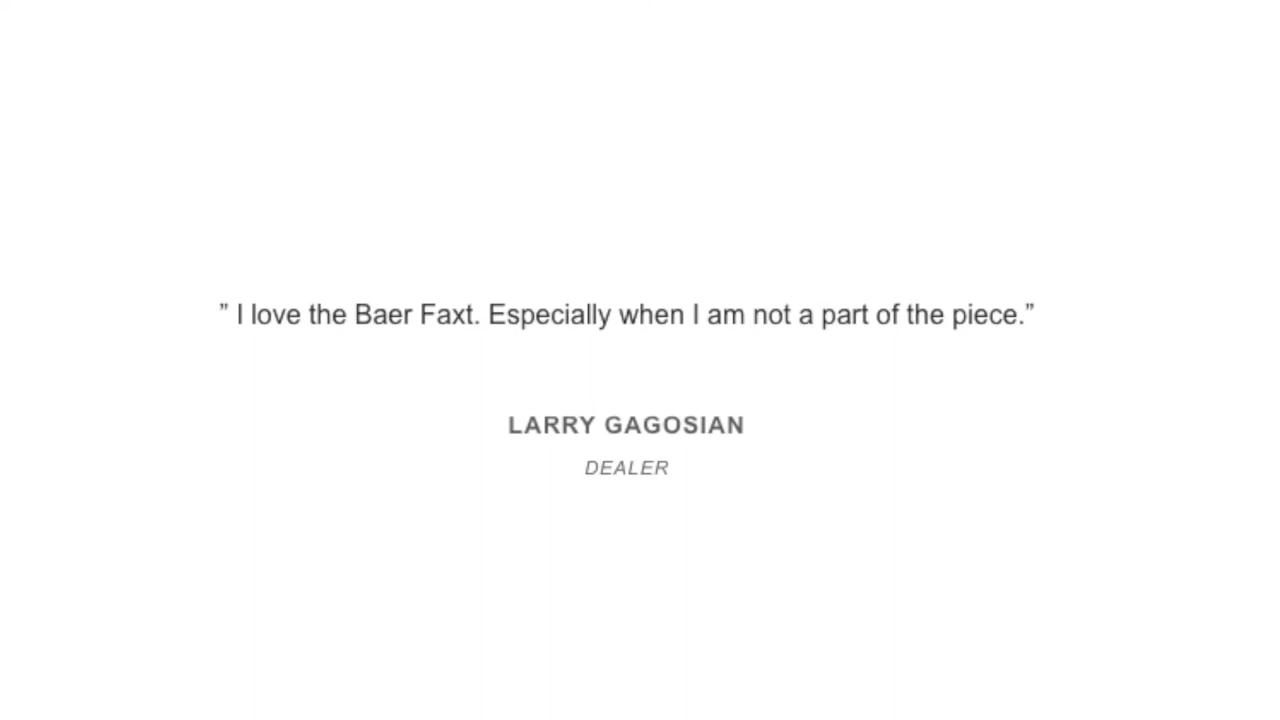 ” I love the Baer Faxt. Especially when I am not a part of the piece.”
LARRY GAGOSIAN
DEALER